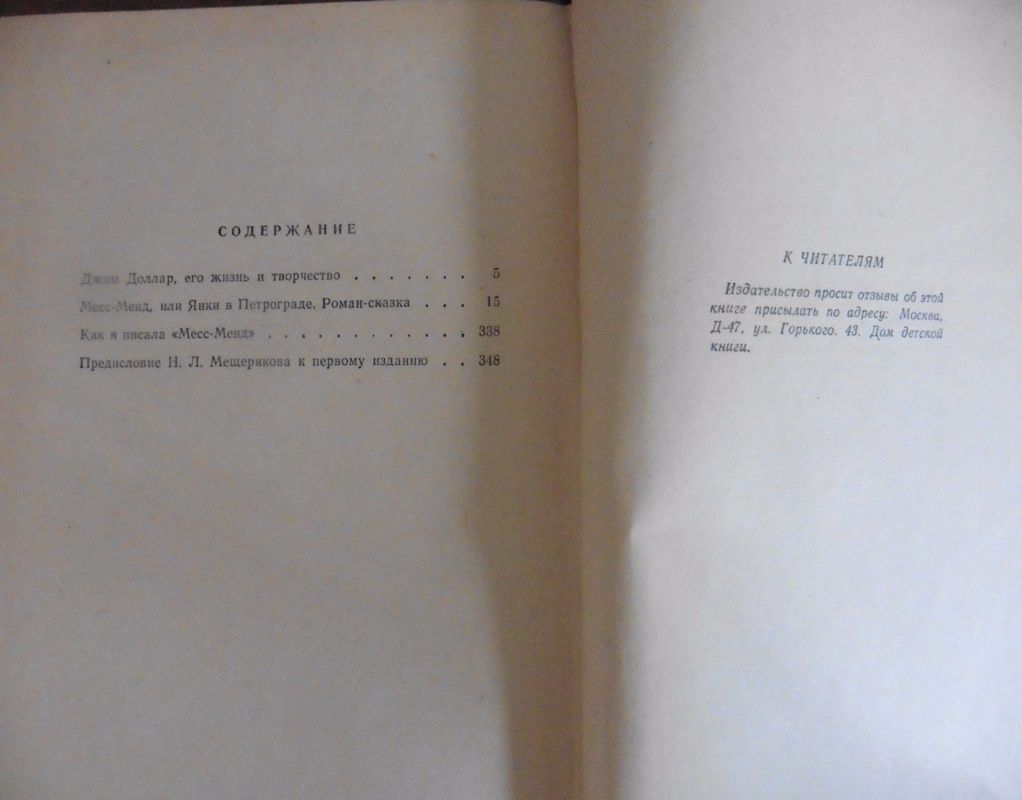 СОДЕРЖАНИЕ
Джим Доллар, его жизнь и творчество . . . . . . . 5
Месс-Менд, или Янки в Петрограде. Роман-сказка . . . 15
Как я писала «Месс-Менд» . . . . . . . . . . . . 338
Предисловие Н. Л. Мещерякова к первому изданию . . 348
К ЧИТАТЕЛЯМ
Издательство просит отзывы об этой
книге присылать по адресу: Москва,
Д-47, ул. Горького. 43. Дом детской
книги.